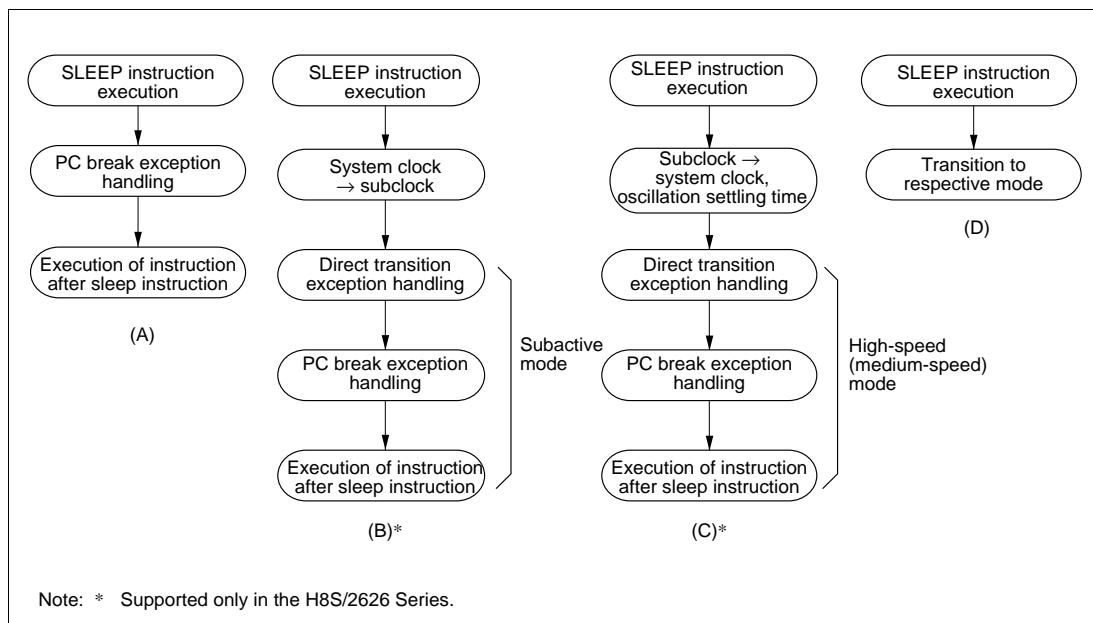 SLEEP instruction
execution
PC break exception
handling
Execution of instruction
after sleep instruction
(A)
SLEEP instruction
execution
System clock
→ subclock
Direct transition
exception handling
PC break exception
handling
Execution of instruction
after sleep instruction
(B)*
Subactive
mode
SLEEP instruction
execution
Subclock →
system clock,
oscillation settling time
Direct transition
exception handling
PC break exception
handling
Execution of instruction
after sleep instruction
(C)*
High-speed
(medium-speed)
mode
SLEEP instruction
execution
Transition to
respective mode
(D)
Note: * Supported only in the H8S/2626 Series.